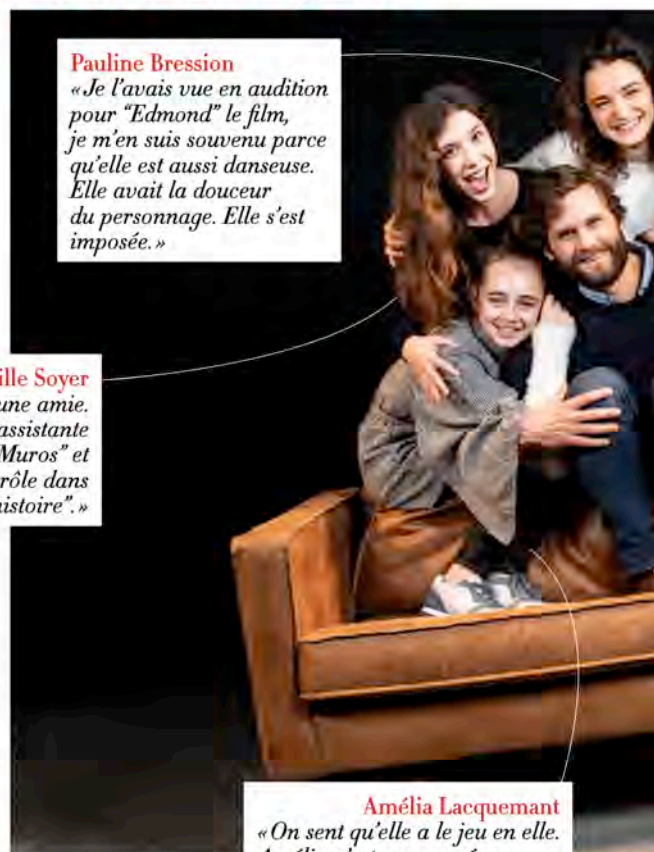 Pauline Bression
«Je l'avais vue en audition
pour “Edmond” le film,
je m'en suis souvenu parce
qu'elle est aussi danseuse.
Elle avait la douceur
du personnage. Elle s'est
imposée.»
ille Soyer
une amie.
assistante
Muros” et
rôle dans
histoire”.»
Amélia Lacquemant
«On sent qu'elle a le jeu en elle.